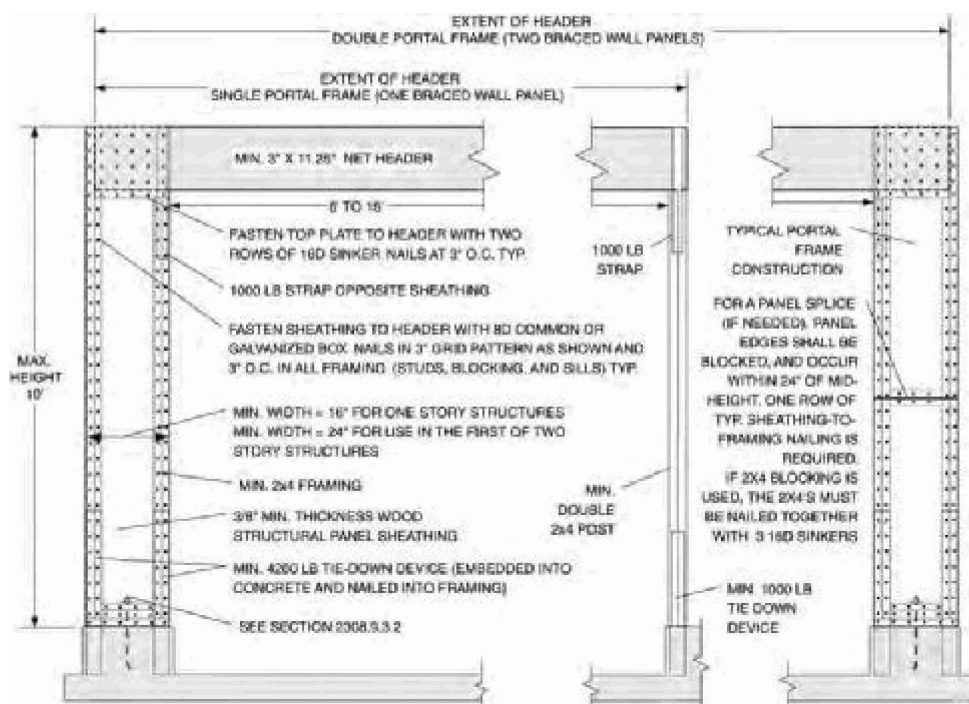 EXTENT OF HEADER
DOUBLE PORTAL FRAME (TWO BRACED WALL PANELS)
EXTENT OF HEADER
SINGLE PORTAL FRAME (ONE BRACED WALL PANEL)
MIN. 3" X 11.25" NET HEADER
6' TO 18'
FASTEN TOP PLATE TO HEADER WITH TWO
ROWS OF 16D SINKER NAILS AT 3" O.C. TYP.
1000 LB STRAP OPPOSITE SHEATHING
FASTEN SHEATHING TO HEADER WITH 8D COMMON OR
GALVANIZED BOX NAILS IN 3" GRID PATTERN AS SHOWN AND
3" O.C. IN ALL FRAMING (STUDS, BLOCKING, AND SILLS) TYP.
MAX.
HEIGHT
10'
MIN. WIDTH = 16" FOR ONE STORY STRUCTURES
MIN. WIDTH = 24" FOR USE IN THE FIRST OF TWO
STORY STRUCTURES
MIN. 2x4 FRAMING
3/8" MIN. THICKNESS WOOD
STRUCTURAL PANEL SHEATHING
MIN. 4200 LB TIE-DOWN DEVICE (EMBEDDED INTO
CONCRETE AND NAILED INTO FRAMING)
SEE SECTION 2308.9.3.2
1000 LB
STRAP
MIN.
DOUBLE
2x4 POST
MIN. 1000 LB
TIE DOWN
DEVICE
TYPICAL PORTAL
FRAME
CONSTRUCTION
FOR A PANEL SPLICE
(IF NEEDED), PANEL
EDGES SHALL BE
BLOCKED, AND OCCUR
WITHIN 24" OF MID-
HEIGHT. ONE ROW OF
TYP. SHEATHING-TO-
FRAMING NAILING IS
REQUIRED.
IF 2X4 BLOCKING IS
USED, THE 2X4'S MUST
BE NAILED TOGETHER
WITH 3 16D SINKERS